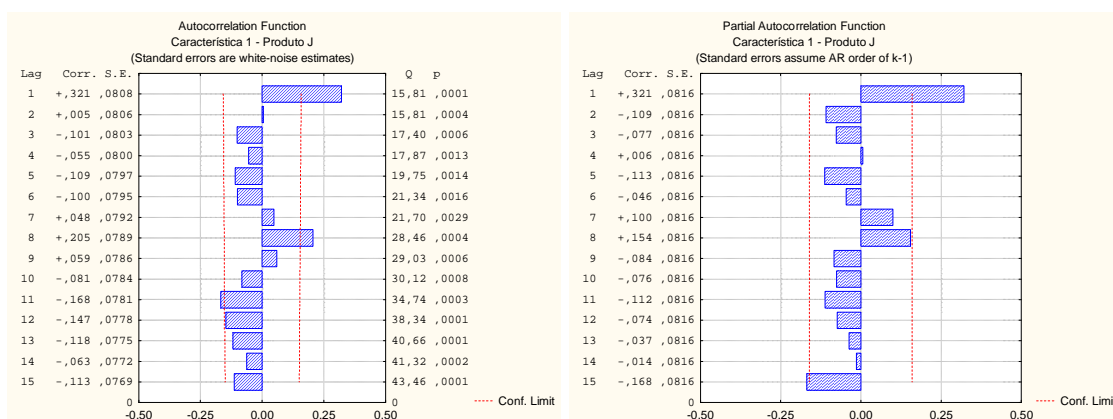 Autocorrelation Function
Característica 1 - Produto J
(Standard errors are white-noise estimates)
Lag Corr. S.E. Q p
1 +,321 ,0808 15,81 ,0001
2 +,005 ,0806 15,81 ,0004
3 -,101 ,0803 17,40 ,0006
4 -,055 ,0800 17,87 ,0013
5 -,109 ,0797 19,75 ,0014
6 -,100 ,0795 21,34 ,0016
7 +,048 ,0792 21,70 ,0029
8 +,205 ,0789 28,46 ,0004
9 +,059 ,0786 29,03 ,0006
10 -,081 ,0784 30,12 ,0008
11 -,168 ,0781 34,74 ,0003
12 -,147 ,0778 38,34 ,0001
13 -,118 ,0775 40,66 ,0001
14 -,063 ,0772 41,32 ,0002
15 -,113 ,0769 43,46 ,0001
0 0
-0.50 -0.25 0.00 0.25 0.50
Conf. Limit
Partial Autocorrelation Function
Característica 1 - Produto J
(Standard errors assume AR order of k-1)
Lag Corr. S.E.
1 +,321 ,0816
2 -,109 ,0816
3 -,077 ,0816
4 +,006 ,0816
5 -,113 ,0816
6 -,046 ,0816
7 +,100 ,0816
8 +,154 ,0816
9 -,084 ,0816
10 -,076 ,0816
11 -,112 ,0816
12 -,074 ,0816
13 -,037 ,0816
14 -,014 ,0816
15 -,168 ,0816
0 0
-0.50 -0.25 0.00 0.25 0.50
Conf. Limit